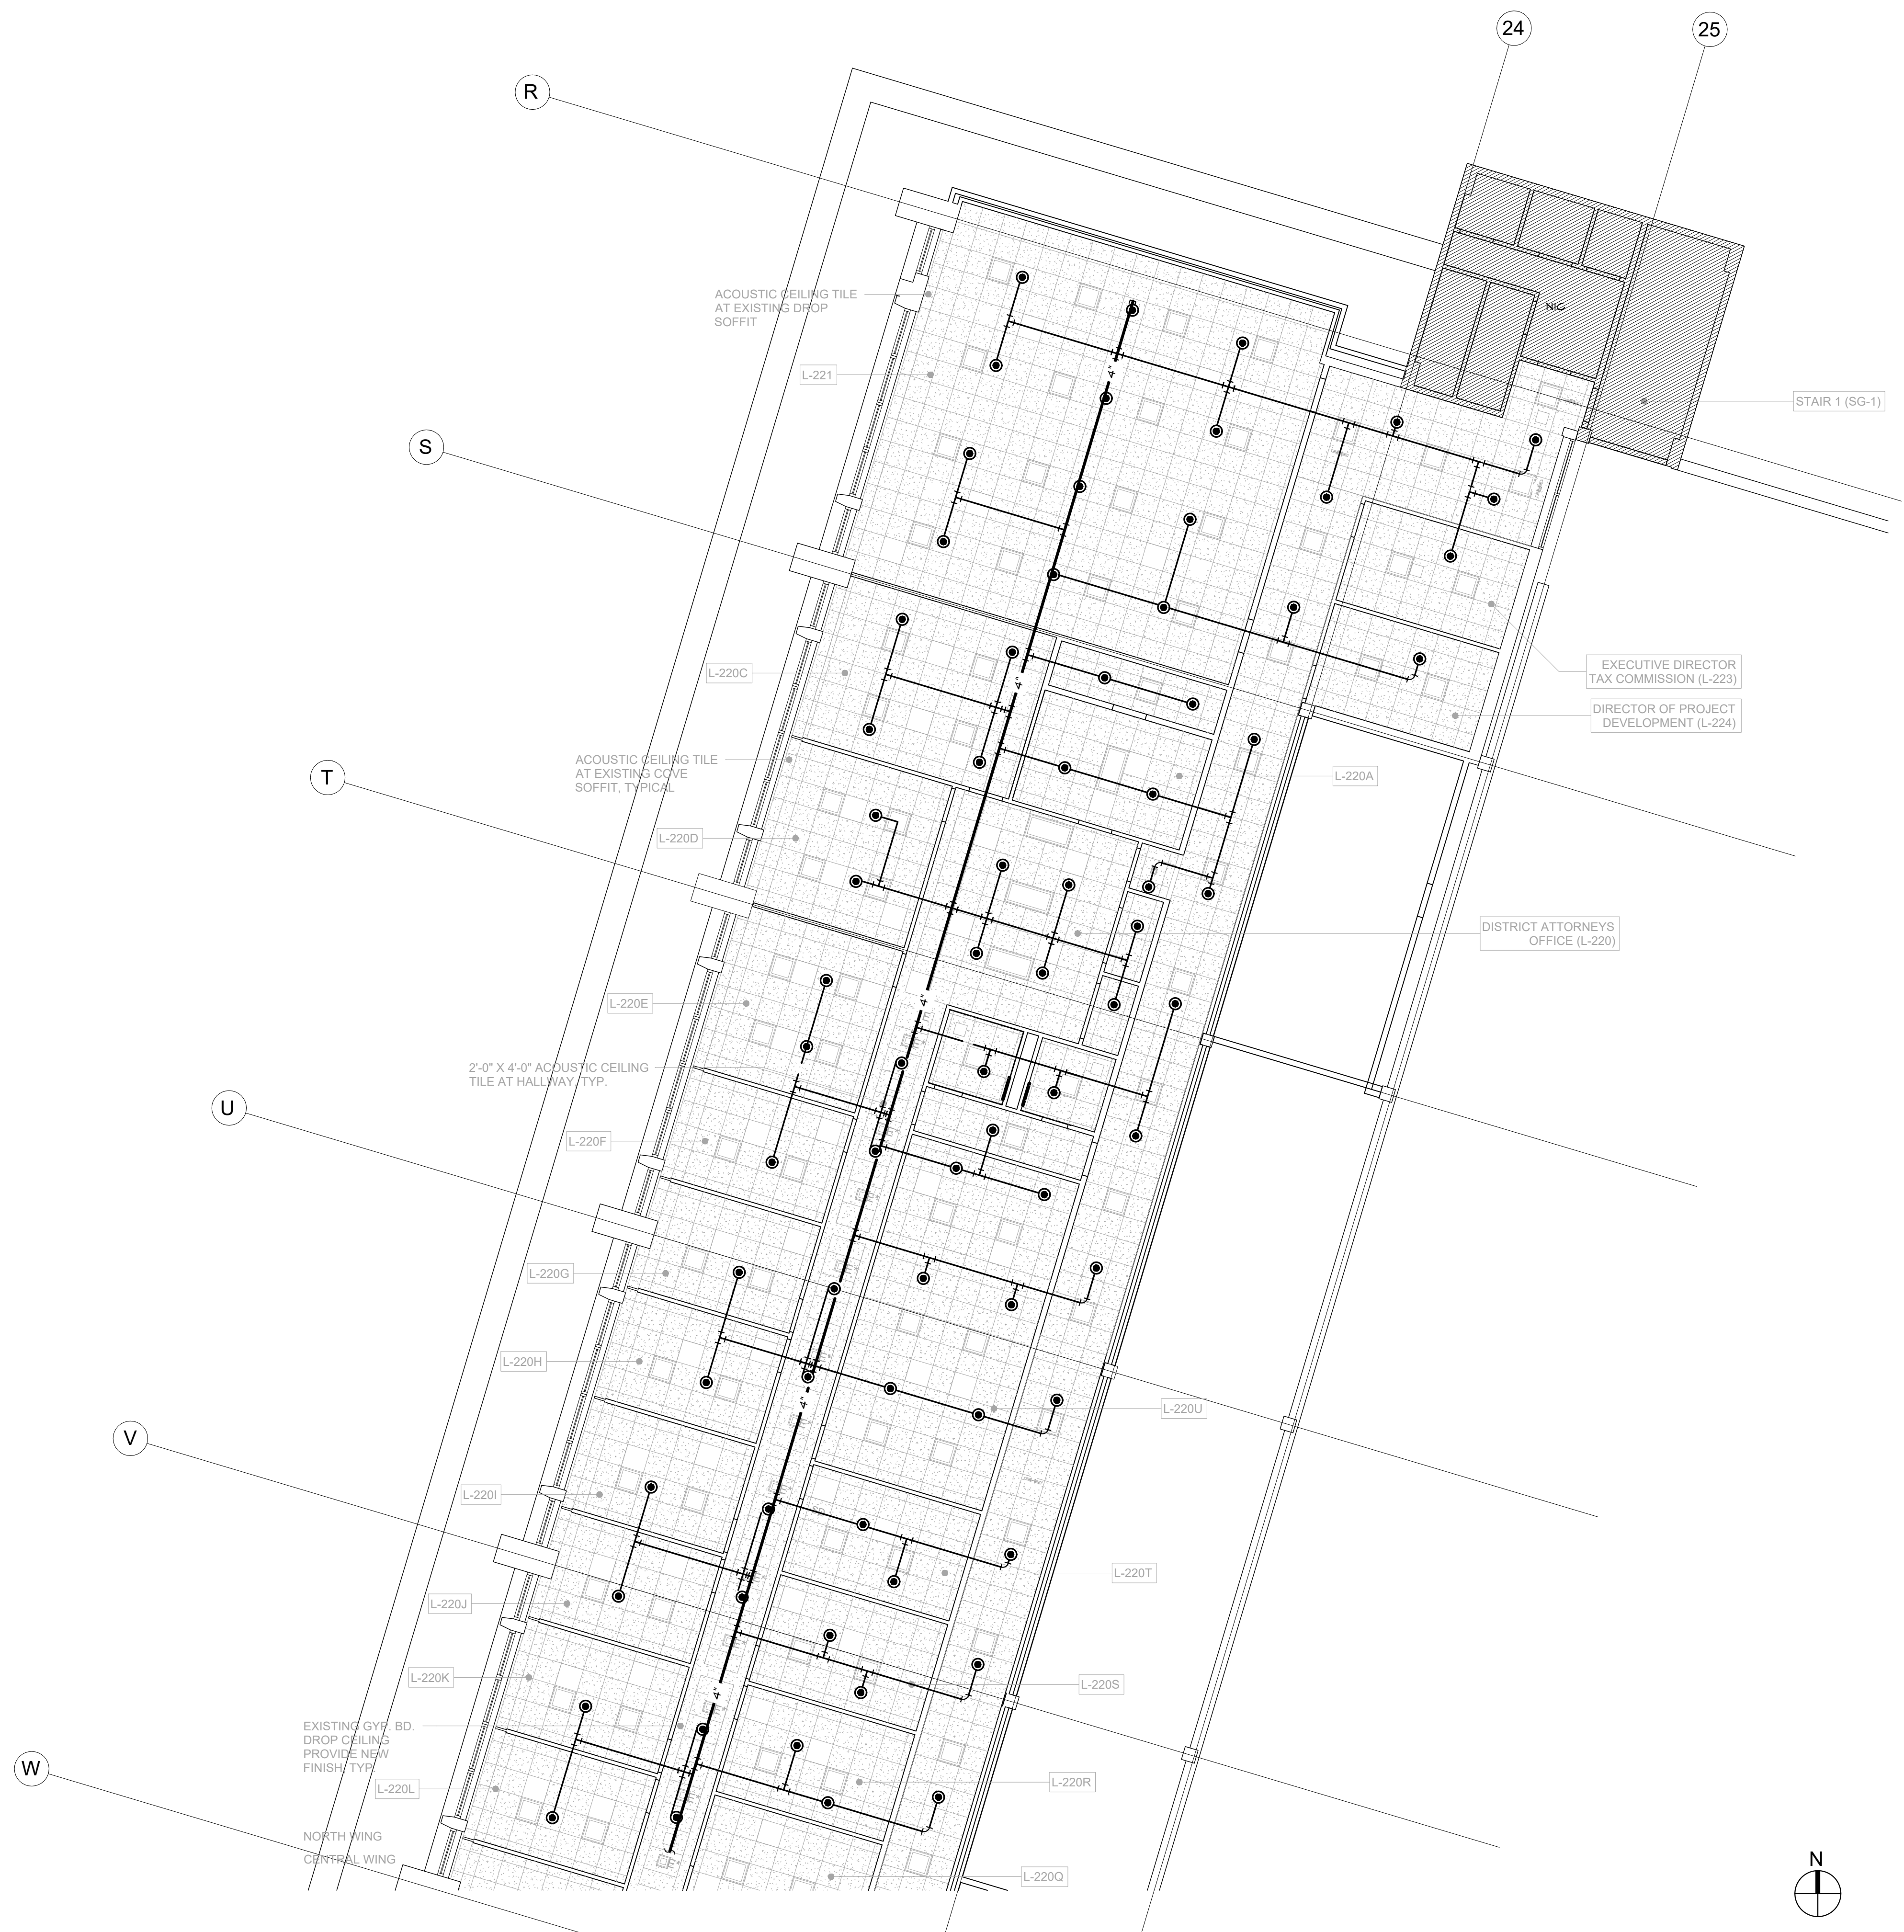 24
25
R
NIC
ACOUSTIC CEILING TILE
AT EXISTING DROP
SOFFIT
4"
L-221
STAIR 1 (SG-1)
S
L-220C
4"
EXECUTIVE DIRECTOR
TAX COMMISSION (L-223)
DIRECTOR OF PROJECT
DEVELOPMENT (L-224)
T
ACOUSTIC CEILING TILE
AT EXISTING COVE
SOFFIT, TYPICAL
L-220A
L-220D
DISTRICT ATTORNEYS
OFFICE (L-220)
L-220E
4"
2'-0" X 4'-0" ACOUSTIC CEILING
TILE AT HALLWAY, TYP.
U
L-220F
L-220G
L-220H
4"
L-220U
V
L-220I
L-220T
L-220J
L-220K
L-220S
4"
EXISTING GYP. BD.
DROP CEILING
PROVIDE NEW
FINISH, TYP.
W
L-220L
L-220R
NORTH WING
CENTRAL WING
L-220Q
N